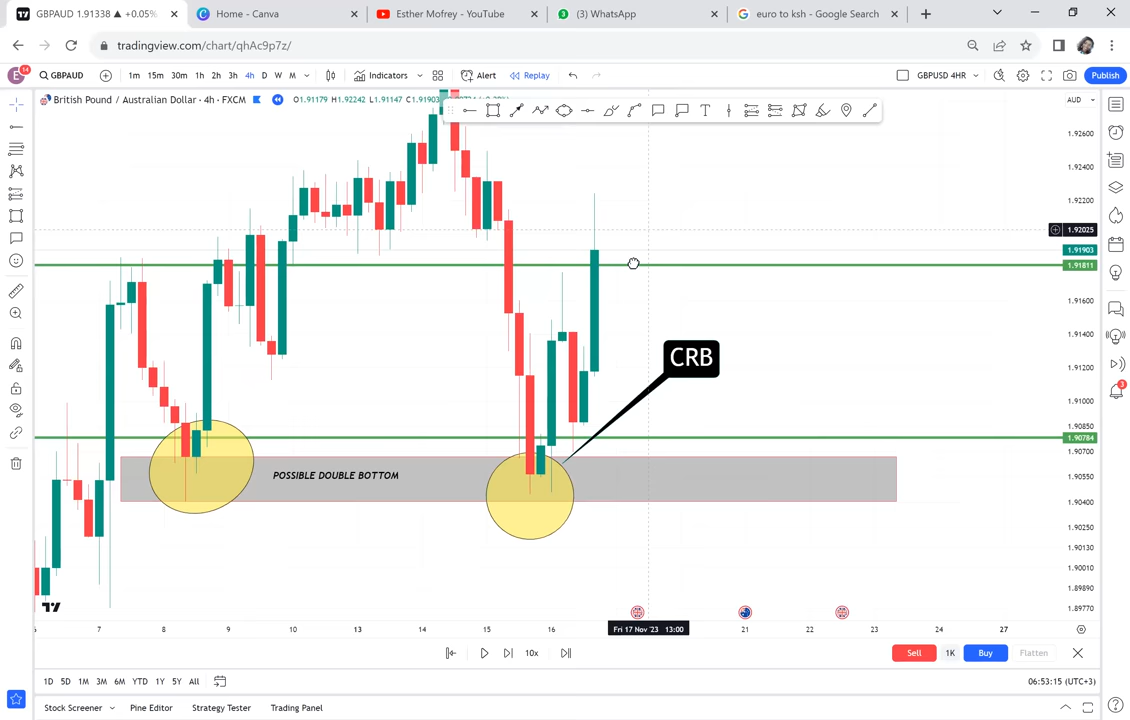 GBPAUD 1.91338 ▲ +0.05%
Home - Canva
Esther Mofrey - YouTube
(3) WhatsApp
euro to ksh - Google Search
tradingview.com/chart/qhAc9p7z/
E 14 GBPAUD 1m 15m 30m 1h 2h 3h 4h D W M Indicators Alert Replay GBPUSD 4HR Publish
British Pound / Australian Dollar · 4h · FXCM O1.91179 H1.92242 L1.91147 C1.91903
AUD
1.92600
1.92400
1.92200
1.92025
1.91903
1.91811
1.91600
1.91400
CRB
1.91200
1.91000
1.90850
1.90784
1.90700
POSSIBLE DOUBLE BOTTOM
1.90550
1.90400
1.90250
1.90130
1.90010
1.89890
1.89770
3
7 8 9 10 13 14 15 16 Fri 17 Nov '23 13:00 21 22 23 24 27
10x Sell 1K Buy Flatten
1D 5D 1M 3M 6M YTD 1Y 5Y All 06:53:15 (UTC+3)
Stock Screener Pine Editor Strategy Tester Trading Panel